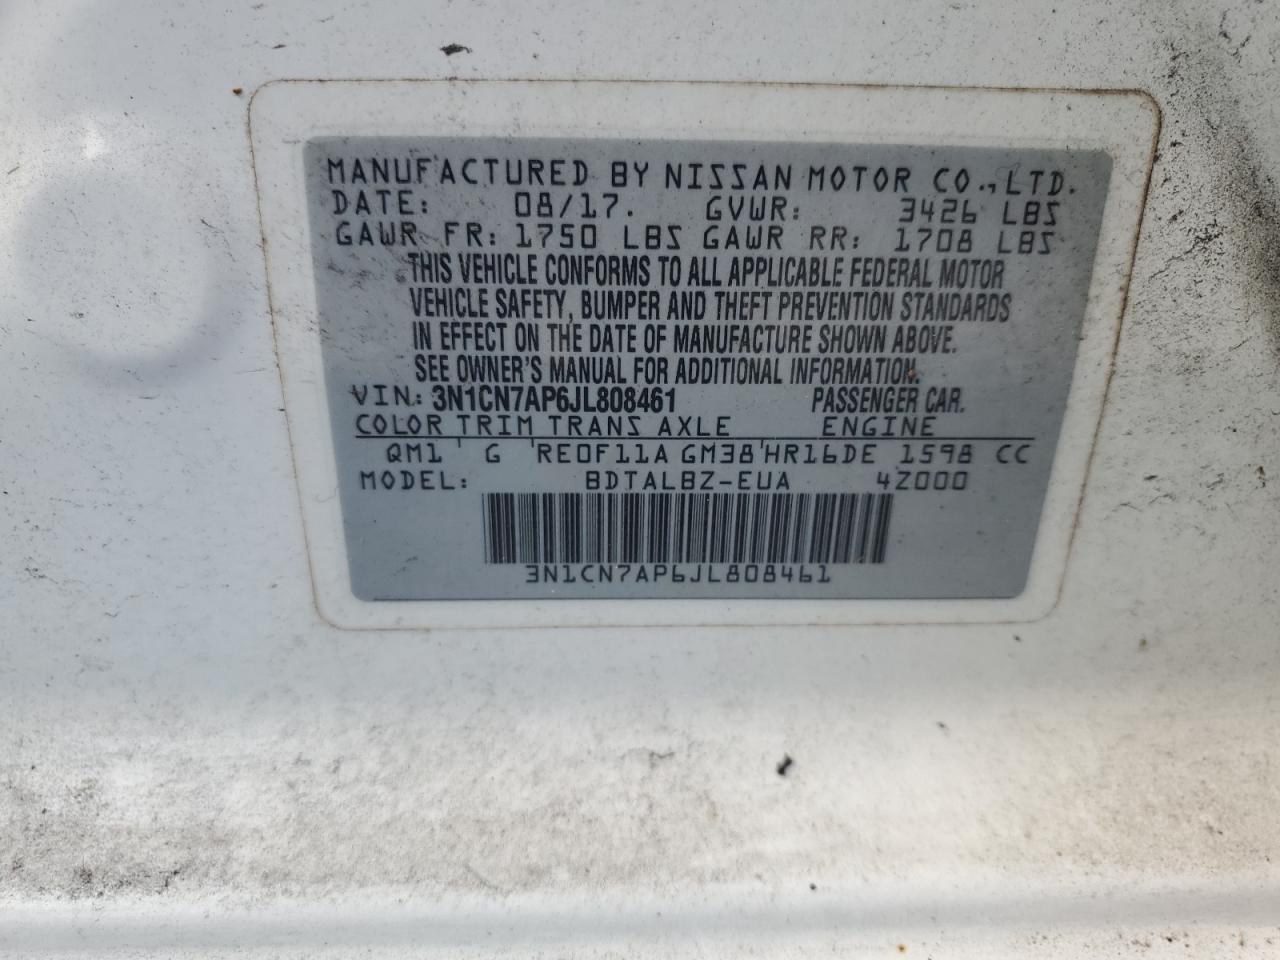 MANUFACTURED BY NISSAN MOTOR CO.,LTD.
DATE: 08/17. GVWR: 3426 LBS
GAWR FR: 1750 LBS GAWR RR: 1708 LBS
THIS VEHICLE CONFORMS TO ALL APPLICABLE FEDERAL MOTOR
VEHICLE SAFETY, BUMPER AND THEFT PREVENTION STANDARDS
IN EFFECT ON THE DATE OF MANUFACTURE SHOWN ABOVE.
SEE OWNER'S MANUAL FOR ADDITIONAL INFORMATION.
VIN: 3N1CN7AP6JL808461 PASSENGER CAR.
COLOR TRIM TRANS AXLE ENGINE
QM1 ' G 'RE0F11A GM38'HR16DE 1598 CC
MODEL: BDTALBZ-EUA 4Z000
3N1CN7AP6JL808461